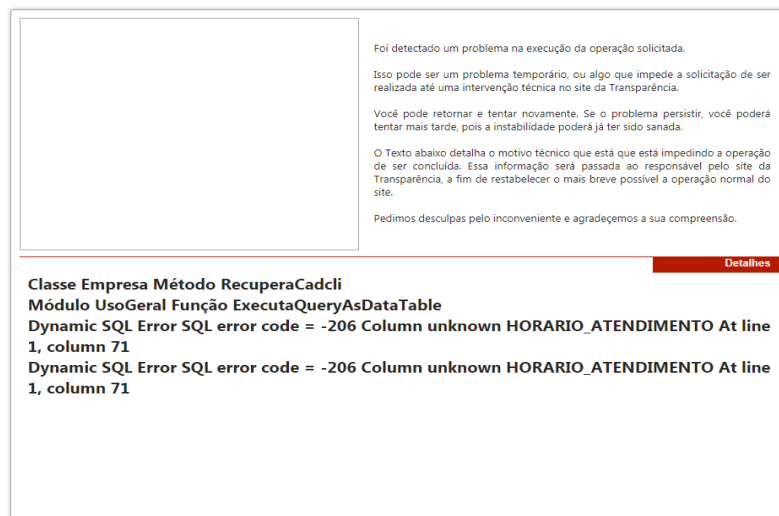 Foi detectado um problema na execução da operação solicitada.
Isso pode ser um problema temporário, ou algo que impede a solicitação de ser
realizada até uma intervenção técnica no site da Transparência.
Você pode retornar e tentar novamente. Se o problema persistir, você poderá
tentar mais tarde, pois a instabilidade poderá já ter sido sanada.
O Texto abaixo detalha o motivo técnico que está que está impedindo a operação
de ser concluída. Essa informação será passada ao responsável pelo site da
Transparência, a fim de restabelecer o mais breve possível a operação normal do
site.
Pedimos desculpas pelo inconveniente e agradeçemos a sua compreensão.
Detalhes
Classe Empresa Método RecuperaCadcli
Módulo UsoGeral Função ExecutaQueryAsDataTable
Dynamic SQL Error SQL error code = -206 Column unknown HORARIO_ATENDIMENTO At line
1, column 71
Dynamic SQL Error SQL error code = -206 Column unknown HORARIO_ATENDIMENTO At line
1, column 71